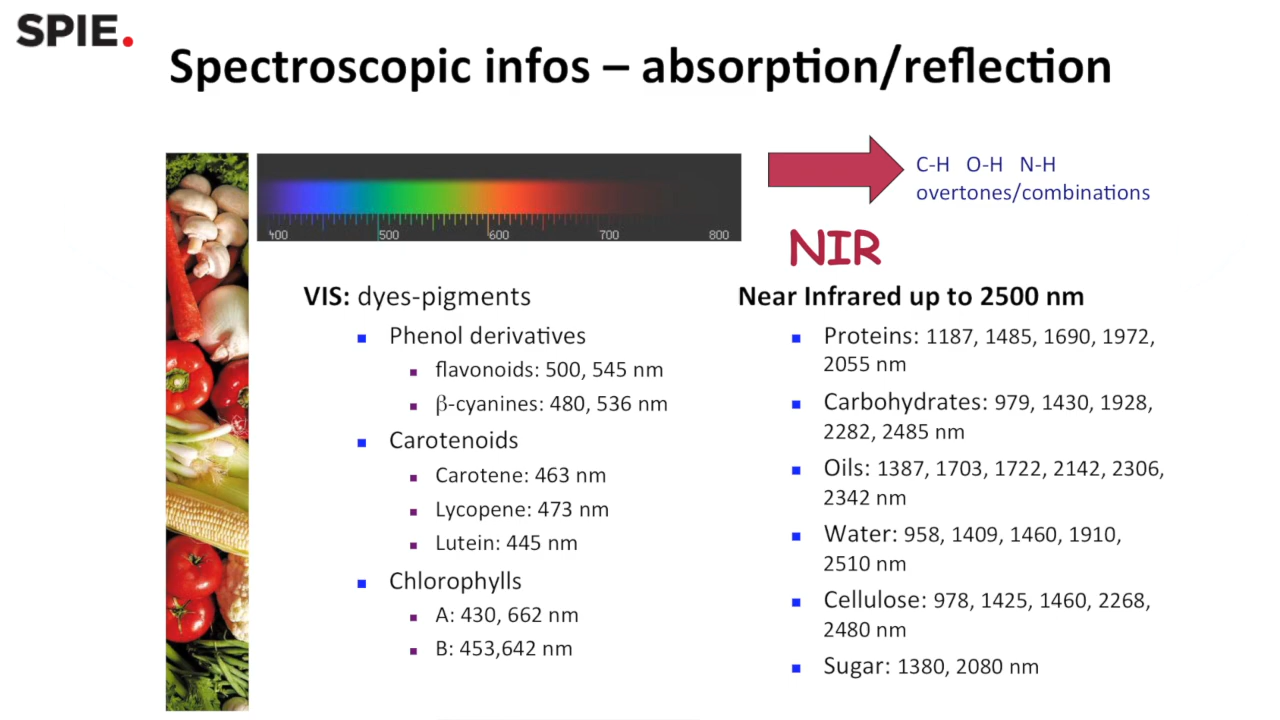 SPIE.
Spectroscopic infos – absorption/reflection
400 500 600 700 800
C-H O-H N-H
overtones/combinations
NIR
VIS: dyes-pigments
Phenol derivatives
flavonoids: 500, 545 nm
β-cyanines: 480, 536 nm
Carotenoids
Carotene: 463 nm
Lycopene: 473 nm
Lutein: 445 nm
Chlorophylls
A: 430, 662 nm
B: 453,642 nm
Near Infrared up to 2500 nm
Proteins: 1187, 1485, 1690, 1972,
2055 nm
Carbohydrates: 979, 1430, 1928,
2282, 2485 nm
Oils: 1387, 1703, 1722, 2142, 2306,
2342 nm
Water: 958, 1409, 1460, 1910,
2510 nm
Cellulose: 978, 1425, 1460, 2268,
2480 nm
Sugar: 1380, 2080 nm